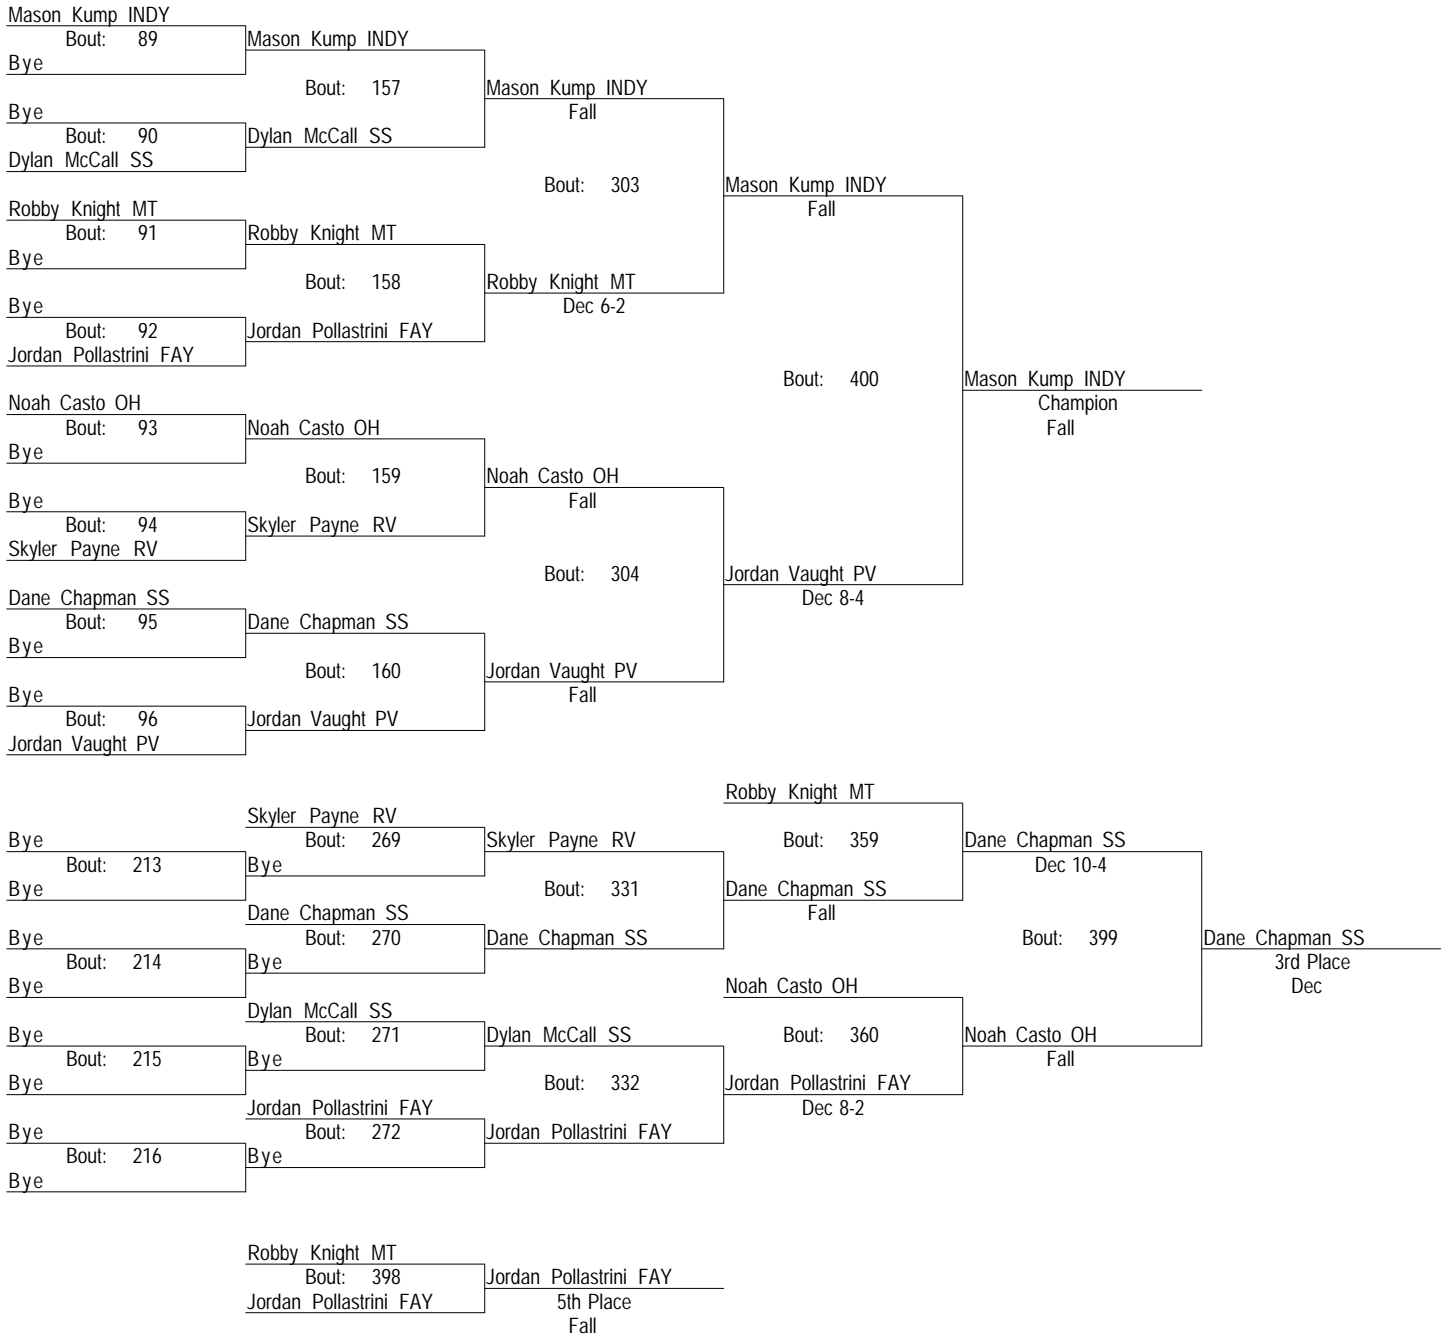 Mason Kump INDY
Bout: 89
Bye
Mason Kump INDY
Bout: 157
Mason Kump INDY
Fall
Bye
Bout: 90
Dylan McCall SS
Dylan McCall SS
Bout: 303
Mason Kump INDY
Fall
Robby Knight MT
Bout: 91
Bye
Robby Knight MT
Bout: 158
Robby Knight MT
Dec 6-2
Bye
Bout: 92
Jordan Pollastrini FAY
Jordan Pollastrini FAY
Bout: 400
Mason Kump INDY
Champion
Fall
Noah Casto OH
Bout: 93
Bye
Noah Casto OH
Bout: 159
Noah Casto OH
Fall
Bye
Bout: 94
Skyler Payne RV
Skyler Payne RV
Bout: 304
Jordan Vaught PV
Dec 8-4
Dane Chapman SS
Bout: 95
Bye
Dane Chapman SS
Bout: 160
Jordan Vaught PV
Fall
Bye
Bout: 96
Jordan Vaught PV
Jordan Vaught PV
Robby Knight MT
Skyler Payne RV
Bye
Bout: 269
Skyler Payne RV
Bout: 359
Dane Chapman SS
Dec 10-4
Bout: 213
Bye
Bye
Bout: 331
Dane Chapman SS
Fall
Dane Chapman SS
Bye
Bout: 270
Dane Chapman SS
Bout: 399
Dane Chapman SS
3rd Place
Dec
Bout: 214
Bye
Bye
Noah Casto OH
Dylan McCall SS
Bye
Bout: 271
Dylan McCall SS
Bout: 360
Noah Casto OH
Fall
Bout: 215
Bye
Bye
Bout: 332
Jordan Pollastrini FAY
Dec 8-2
Jordan Pollastrini FAY
Bye
Bout: 272
Jordan Pollastrini FAY
Bout: 216
Bye
Bye
Robby Knight MT
Bout: 398
Jordan Pollastrini FAY
Jordan Pollastrini FAY
5th Place
Fall